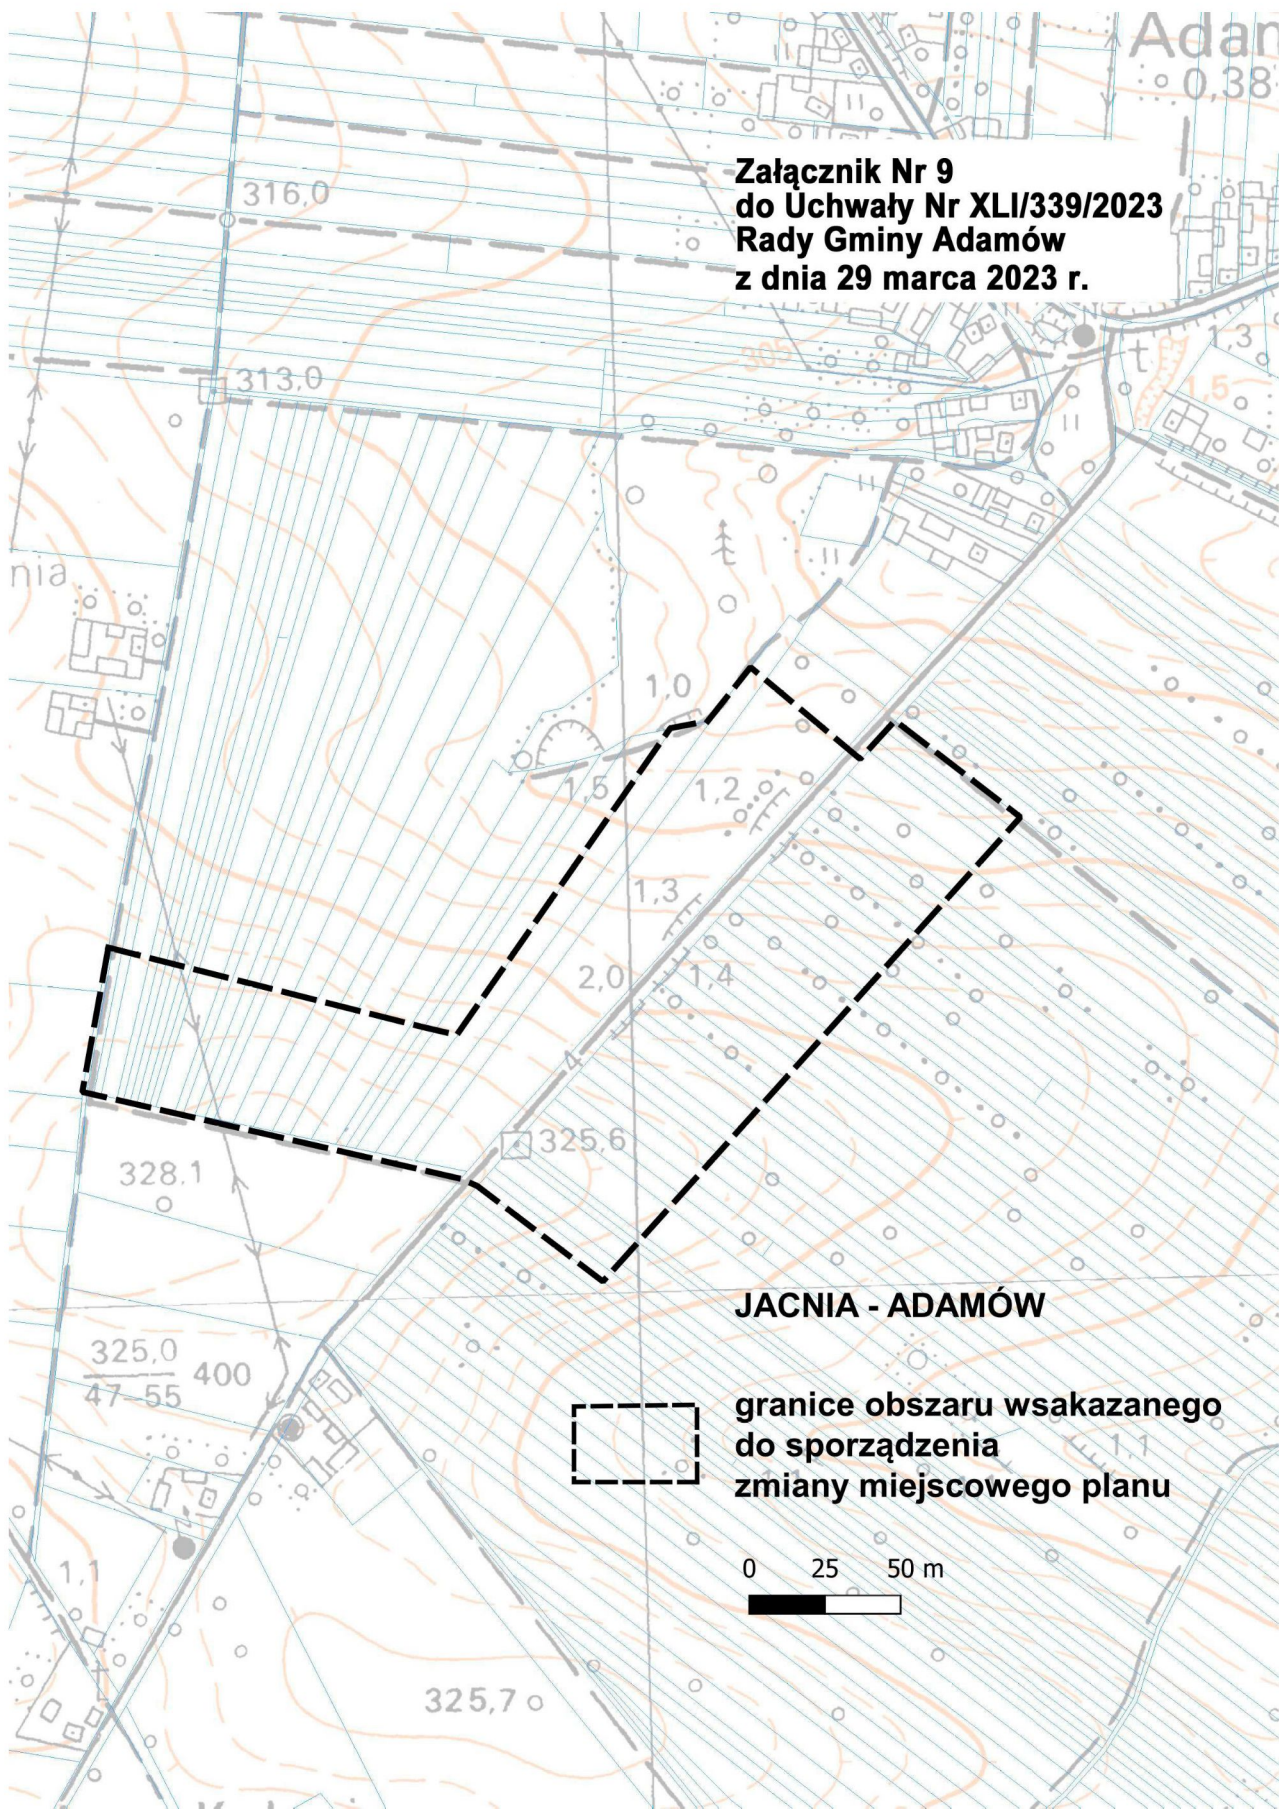 Adam
0,38
Załącznik Nr 9
do Uchwały Nr XLI/339/2023
Rady Gminy Adamów
z dnia 29 marca 2023 r.
316,0
305
1,3
t
313,0
1,5
nia
1,0
1,5
1,2
1,3
2,0
1,4
4
325,6
328.1
JACNIA - ADAMÓW
325,0
47-55
400
granice obszaru wsakazanego
do sporządzenia
zmiany miejscowego planu
1,1
0 25 50 m
1,1
325,7